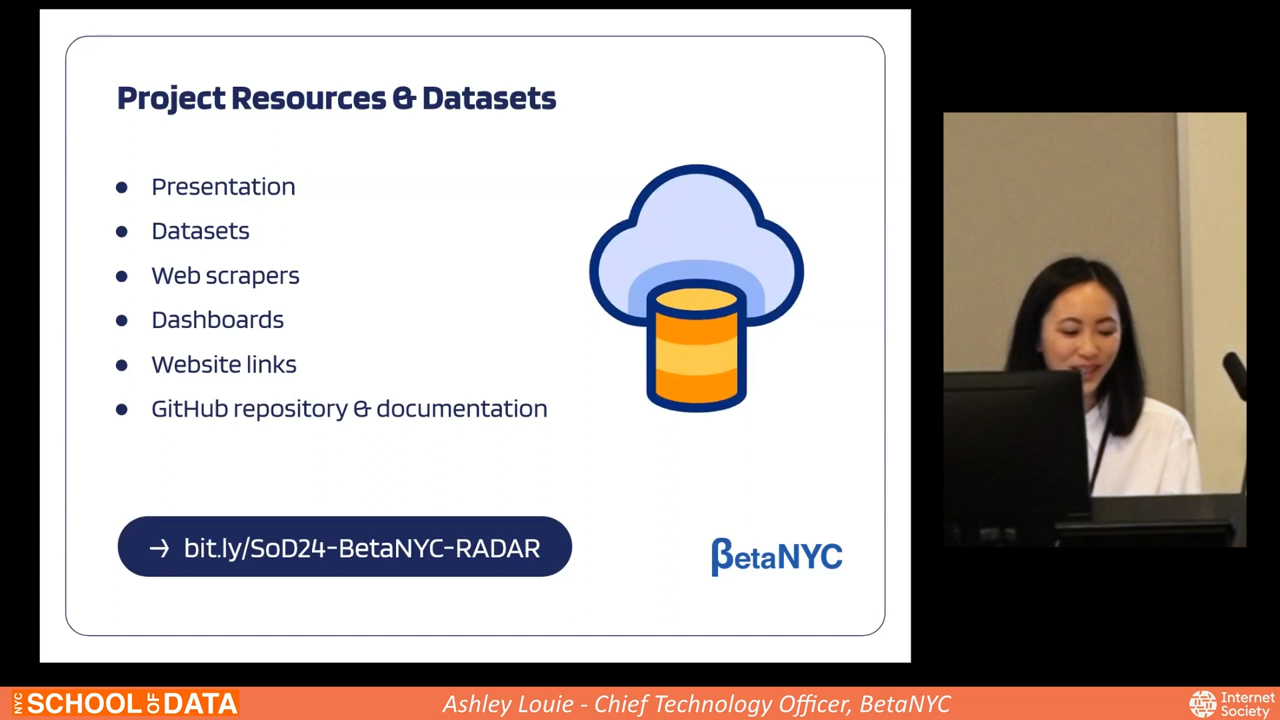 Project Resources & Datasets
Presentation
Datasets
Web scrapers
Dashboards
Website links
GitHub repository & documentation
→ bit.ly/SoD24-BetaNYC-RADAR
βetaNYC
NYC SCHOOL OF DATA
Ashley Louie - Chief Technology Officer, BetaNYC
Internet
Society